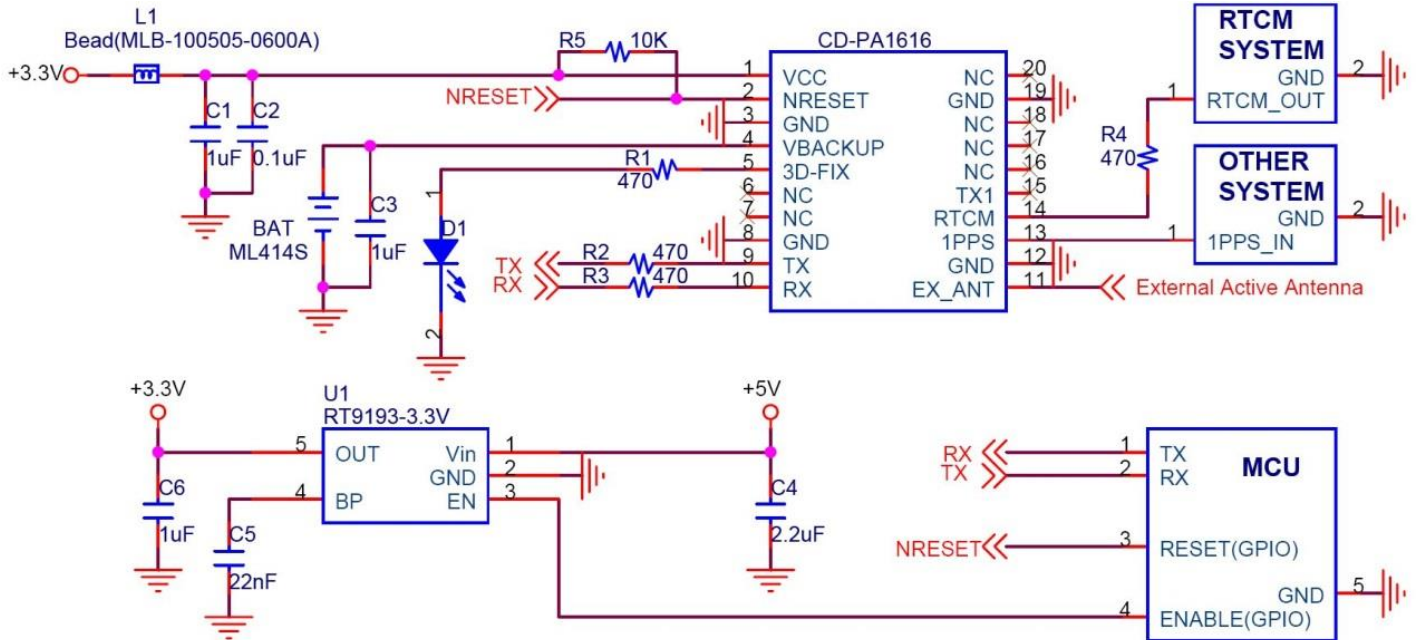 L1
Bead(MLB-100505-0600A)
+3.3V
C1
1uF
C2
0.1uF
R5
10K
NRESET
BAT
ML414S
C3
1uF
1
D1
2
R1
470
TX
R2
470
RX
R3
470
CD-PA1616
1
VCC
2
NRESET
3
GND
4
VBACKUP
5
3D-FIX
6
NC
7
NC
8
GND
9
TX
10
RX
NC
20
GND
19
NC
18
NC
17
NC
16
TX1
15
RTCM
14
1PPS
13
GND
12
EX_ANT
11
External Active Antenna
R4
470
RTCM
SYSTEM
GND
2
1
RTCM_OUT
OTHER
SYSTEM
GND
2
1
1PPS_IN
+3.3V
C6
1uF
C5
22nF
U1
RT9193-3.3V
5
OUT
4
BP
Vin
1
GND
2
EN
3
+5V
C4
2.2uF
RX
TX
NRESET
MCU
1
TX
2
RX
3
RESET(GPIO)
GND
5
4
ENABLE(GPIO)